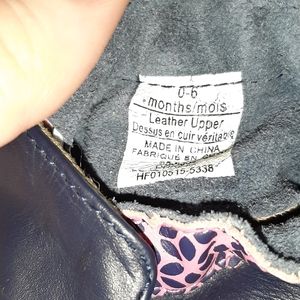 0-6
months/mois
Leather Upper
Dessus en cuir véritable
MADE IN CHINA
FABRIQUÉ EN
HF010515-5338